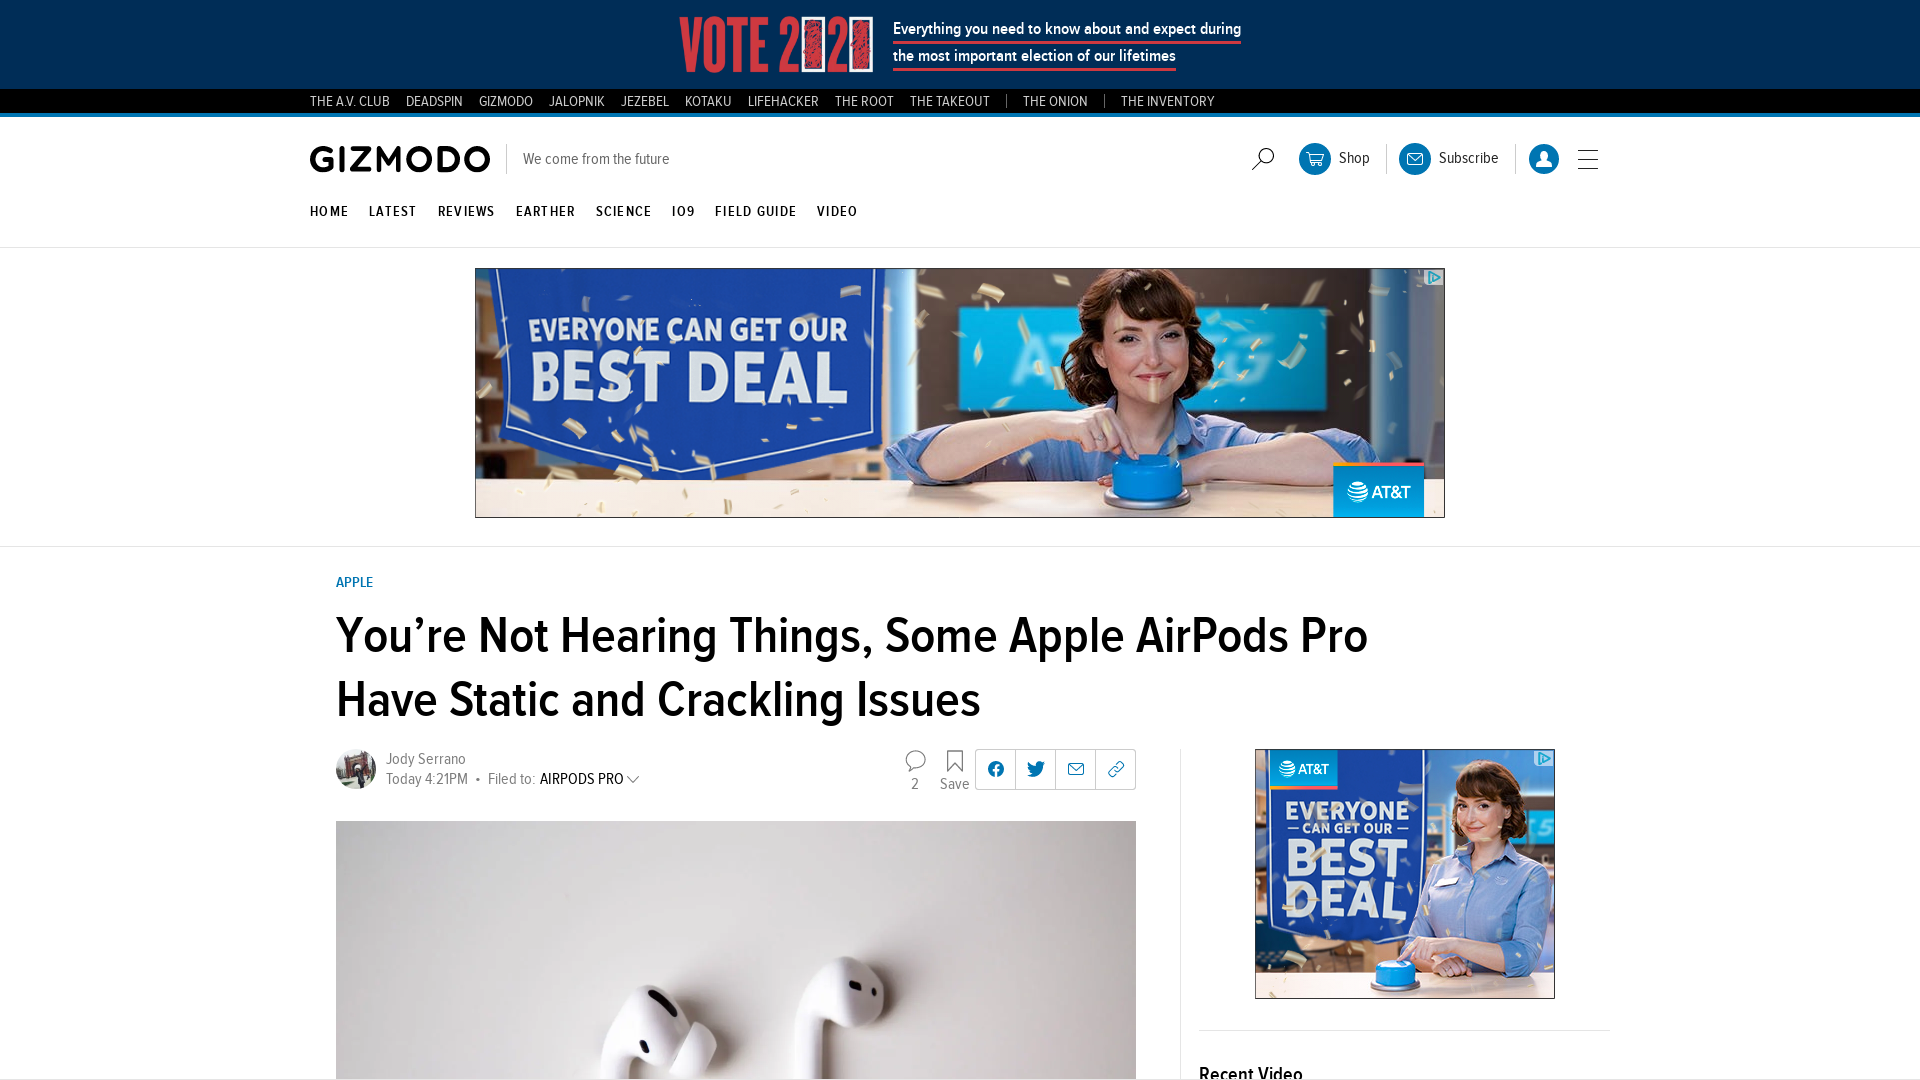 VOTE 2020
Everything you need to know about and expect during
the most important election of our lifetimes
THE A.V. CLUB DEADSPIN GIZMODO JALOPNIK JEZEBEL KOTAKU LIFEHACKER THE ROOT THE TAKEOUT THE ONION THE INVENTORY
GIZMODO We come from the future Shop Subscribe
HOME LATEST REVIEWS EARTHER SCIENCE IO9 FIELD GUIDE VIDEO
EVERYONE CAN GET OUR
BEST DEAL
AT&T
APPLE
You’re Not Hearing Things, Some Apple AirPods Pro
Have Static and Crackling Issues
Jody Serrano
Today 4:21PM • Filed to: AIRPODS PRO
2 Save
AT&T
EVERYONE
CAN GET OUR
BEST
DEAL
Recent Video